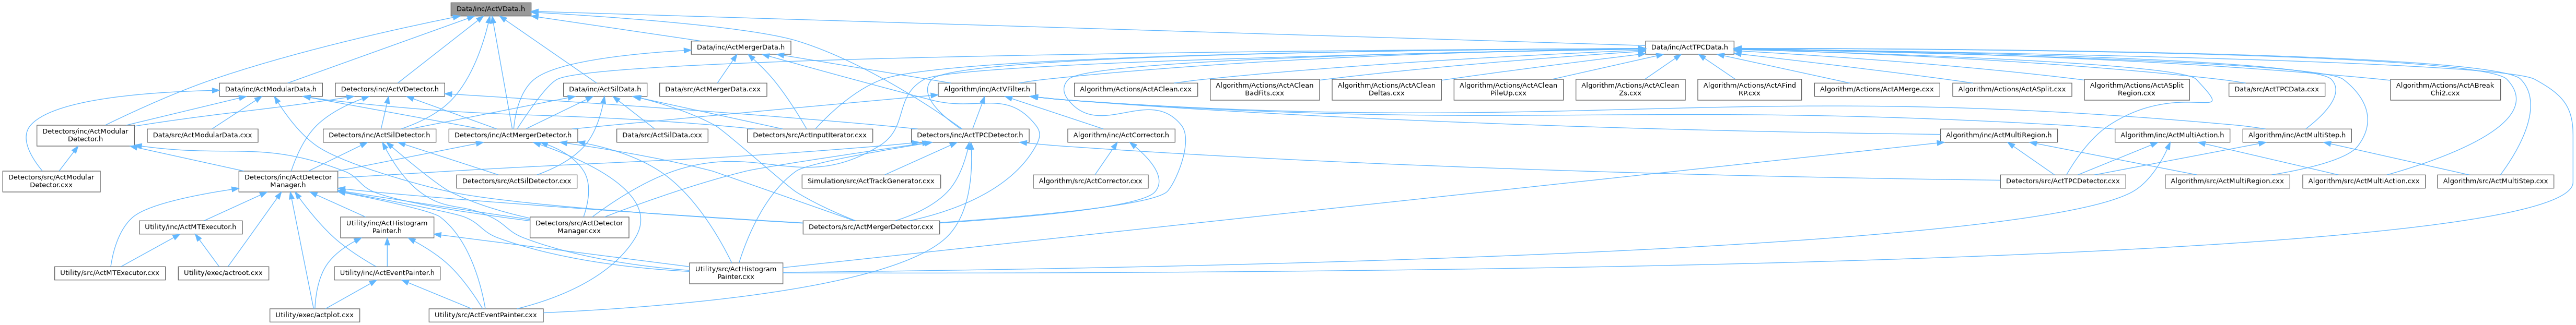 Data/inc/ActVData.h
Data/inc/ActMergerData.h
Data/inc/ActTPCData.h
Data/inc/ActModularData.h
Detectors/inc/ActVDetector.h
Data/src/ActMergerData.cxx
Data/inc/ActSilData.h
Algorithm/inc/ActVFilter.h
Algorithm/Actions/ActAClean.cxx
Algorithm/Actions/ActAClean
BadFits.cxx
Algorithm/Actions/ActAClean
Deltas.cxx
Algorithm/Actions/ActAClean
PileUp.cxx
Algorithm/Actions/ActAClean
Zs.cxx
Algorithm/Actions/ActAFind
RP.cxx
Algorithm/Actions/ActAMerge.cxx
Algorithm/Actions/ActASplit.cxx
Algorithm/Actions/ActASplit
Region.cxx
Data/src/ActTPCData.cxx
Algorithm/Actions/ActABreak
Chi2.cxx
Detectors/inc/ActModular
Detector.h
Data/src/ActModularData.cxx
Detectors/inc/ActSilDetector.h
Detectors/inc/ActMergerDetector.h
Data/src/ActSilData.cxx
Detectors/src/ActInputIterator.cxx
Detectors/inc/ActTPCDetector.h
Algorithm/inc/ActCorrector.h
Algorithm/inc/ActMultiRegion.h
Algorithm/inc/ActMultiAction.h
Algorithm/inc/ActMultiStep.h
Detectors/src/ActModular
Detector.cxx
Detectors/inc/ActDetector
Manager.h
Detectors/src/ActSilDetector.cxx
Simulation/src/ActTrackGenerator.cxx
Algorithm/src/ActCorrector.cxx
Detectors/src/ActTPCDetector.cxx
Algorithm/src/ActMultiRegion.cxx
Algorithm/src/ActMultiAction.cxx
Algorithm/src/ActMultiStep.cxx
Utility/inc/ActMTExecutor.h
Utility/inc/ActHistogram
Painter.h
Detectors/src/ActDetector
Manager.cxx
Detectors/src/ActMergerDetector.cxx
Utility/src/ActMTExecutor.cxx
Utility/exec/actroot.cxx
Utility/inc/ActEventPainter.h
Utility/src/ActHistogram
Painter.cxx
Utility/exec/actplot.cxx
Utility/src/ActEventPainter.cxx